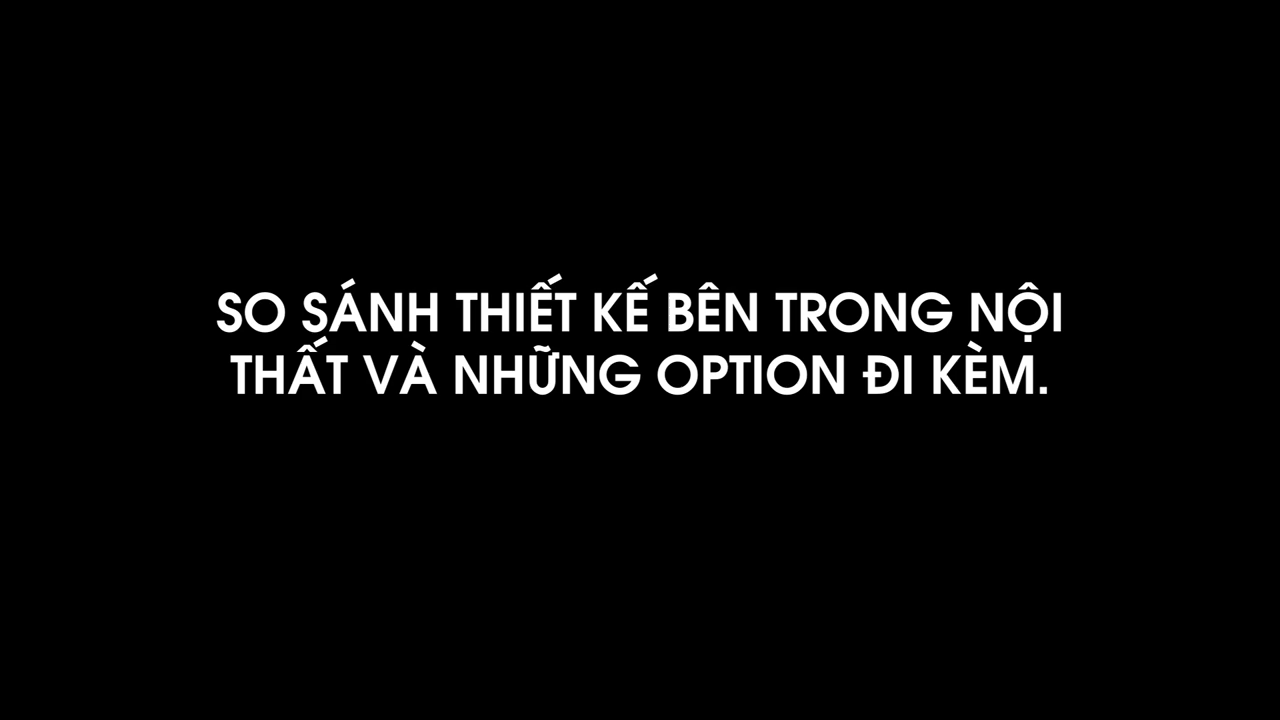 SO SÁNH THIẾT KẾ BÊN TRONG NỘI
THẤT VÀ NHỮNG OPTION ĐI KÈM.